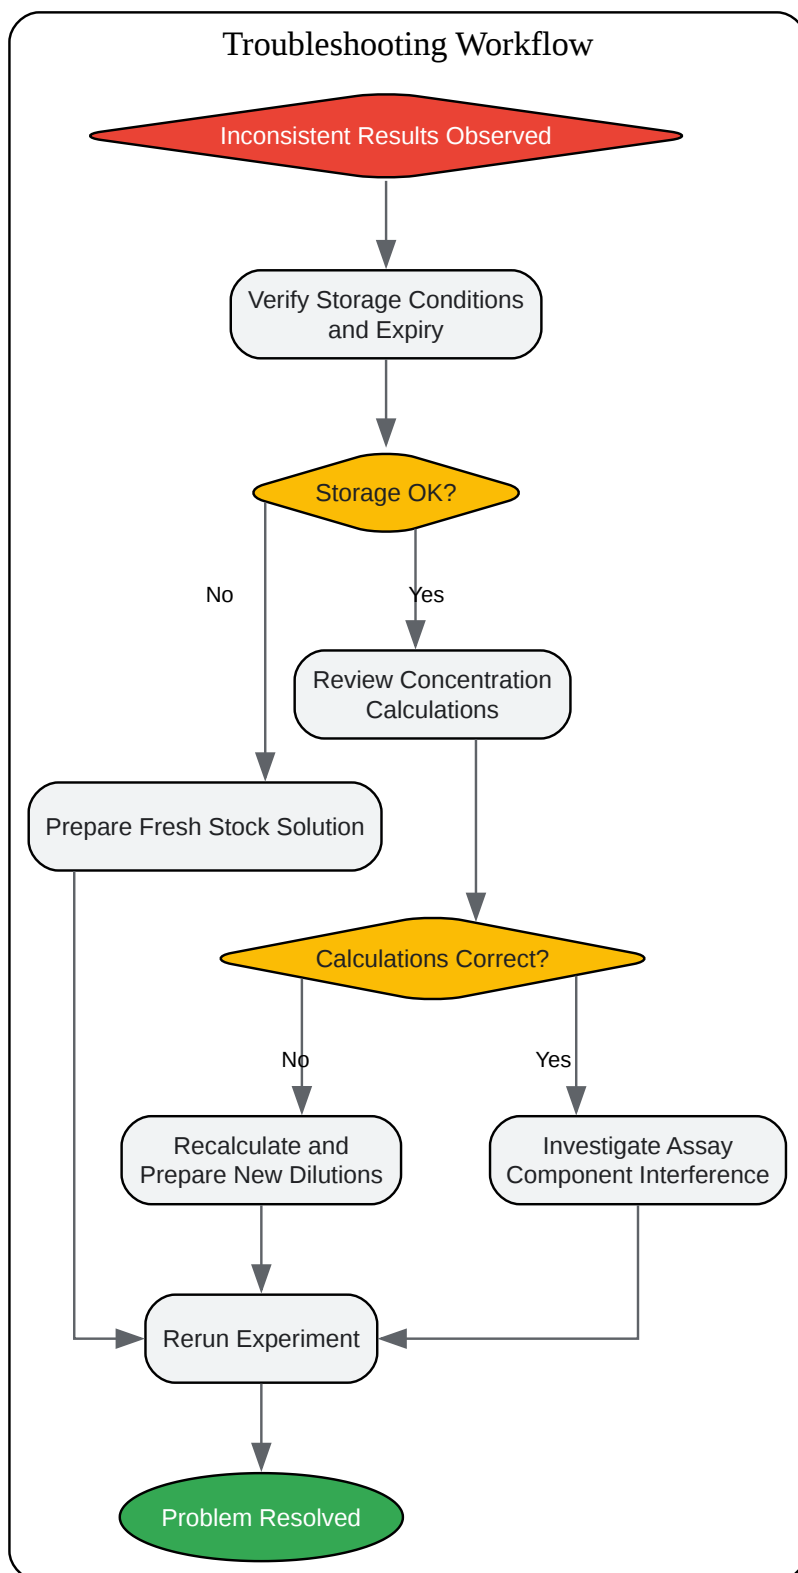 Troubleshooting Workflow
Inconsistent Results Observed
Verify Storage Conditions
and Expiry
Storage OK?
No
Yes
Review Concentration
Calculations
Prepare Fresh Stock Solution
Calculations Correct?
No
Yes
Recalculate and
Prepare New Dilutions
Investigate Assay
Component Interference
Rerun Experiment
Problem Resolved